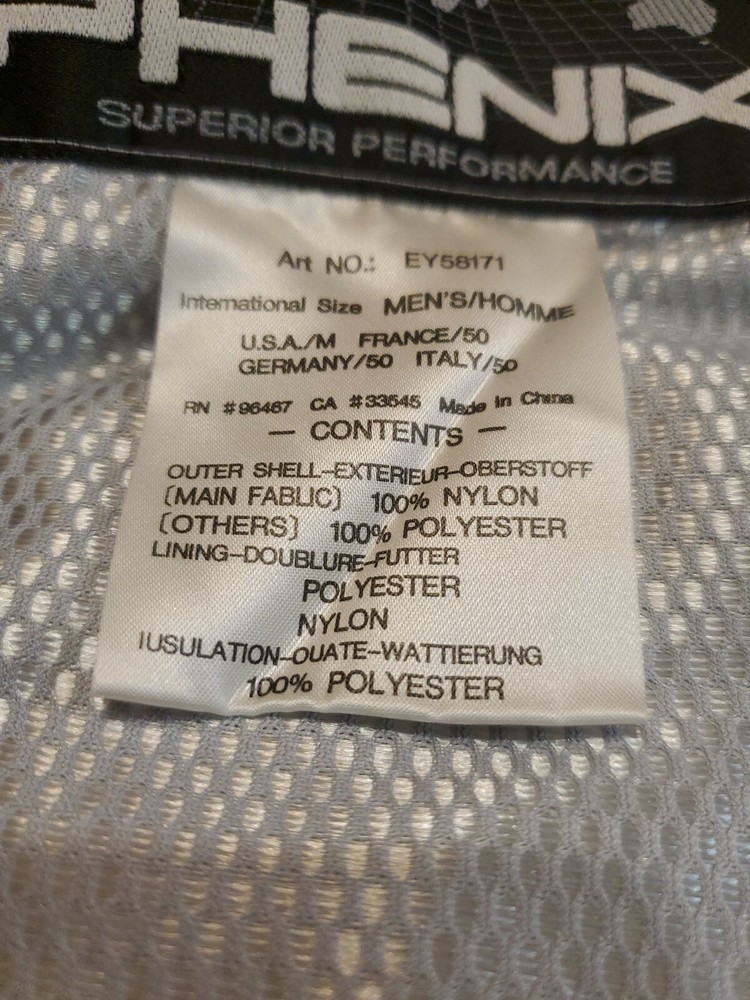 PHENIX
SUPERIOR PERFORMANCE
Art NO.: EY58171
International Size MEN'S/HOMME
U.S.A./M FRANCE/50
GERMANY/50 ITALY/50
RN #96467 CA #33545 Made in China
— CONTENTS —
OUTER SHELL-EXTERIEUR-OBERSTOFF
(MAIN FABLIC) 100% NYLON
(OTHERS) 100% POLYESTER
LINING-DOUBLURE-FUTTER
POLYESTER
NYLON
IUSULATION-OUATE-WATTIERUNG
100% POLYESTER